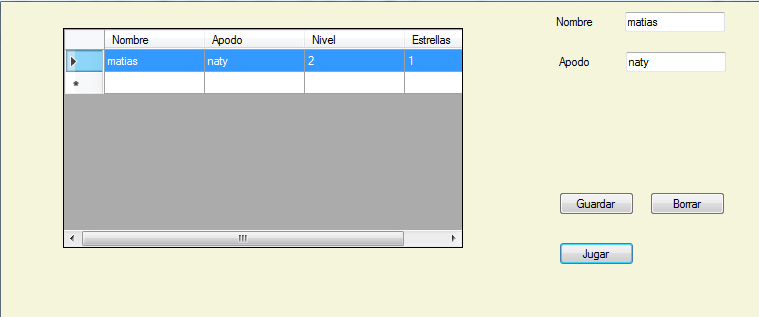 Nombre Apodo Nivel Estrellas
matias naty 2 1
*
Nombre matias
Apodo naty
Guardar Borrar
Jugar